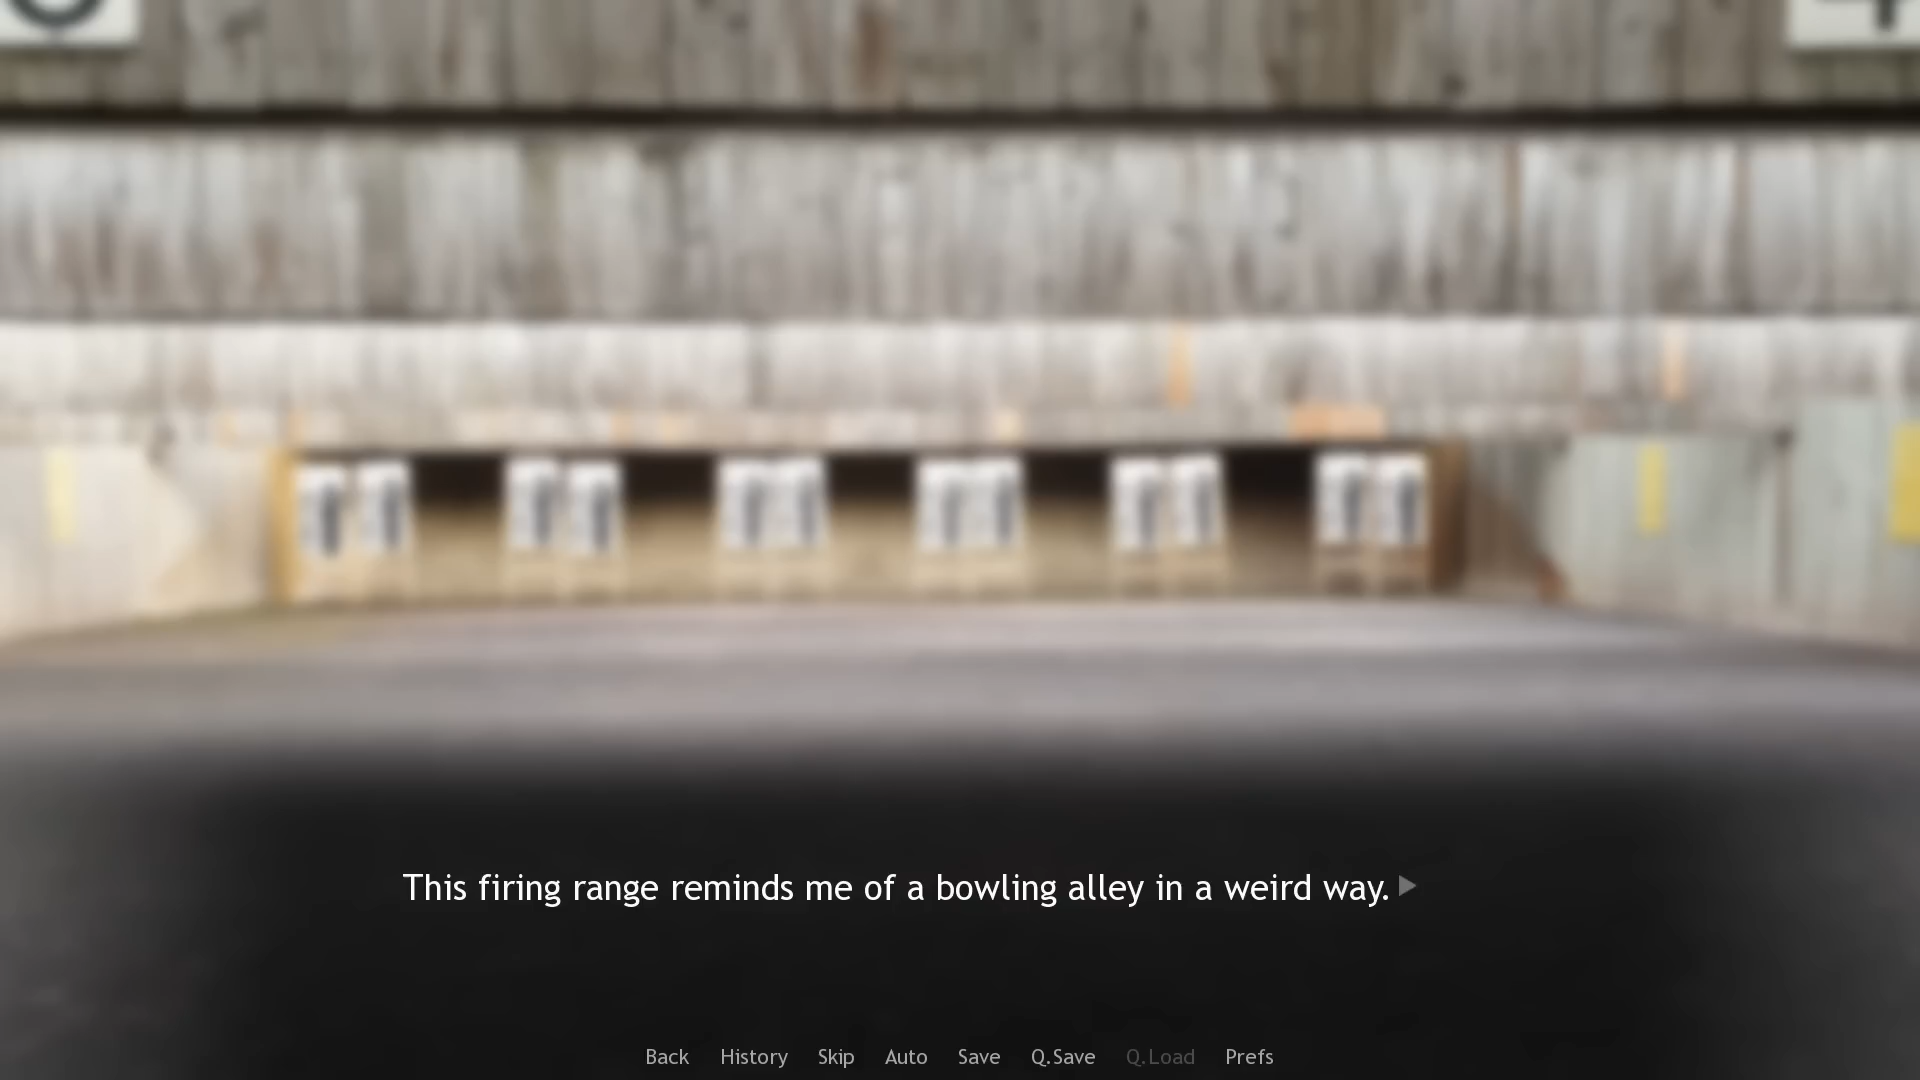 This firing range reminds me of a bowling alley in a weird way.
Back History Skip Auto Save Q.Save Q.Load Prefs